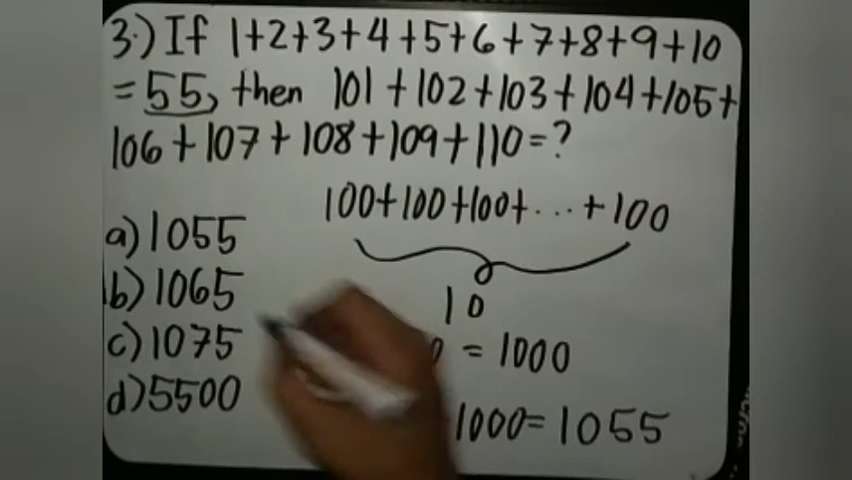 3.) If 1+2+3+4+5+6+7+8+9+10
= 55, then 101+102+103+104+105+
106+107+108+109+110=?
100+100+100+...+100
a) 1055
b) 1065
10
c) 1075
0 = 1000
d) 5500
1000= 1055